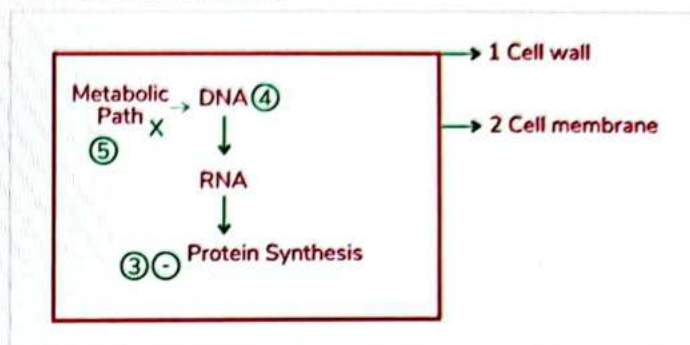 1 Cell wall
Metabolic
Path X
DNA ④
⑤
2 Cell membrane
RNA
③ ⊖ Protein Synthesis